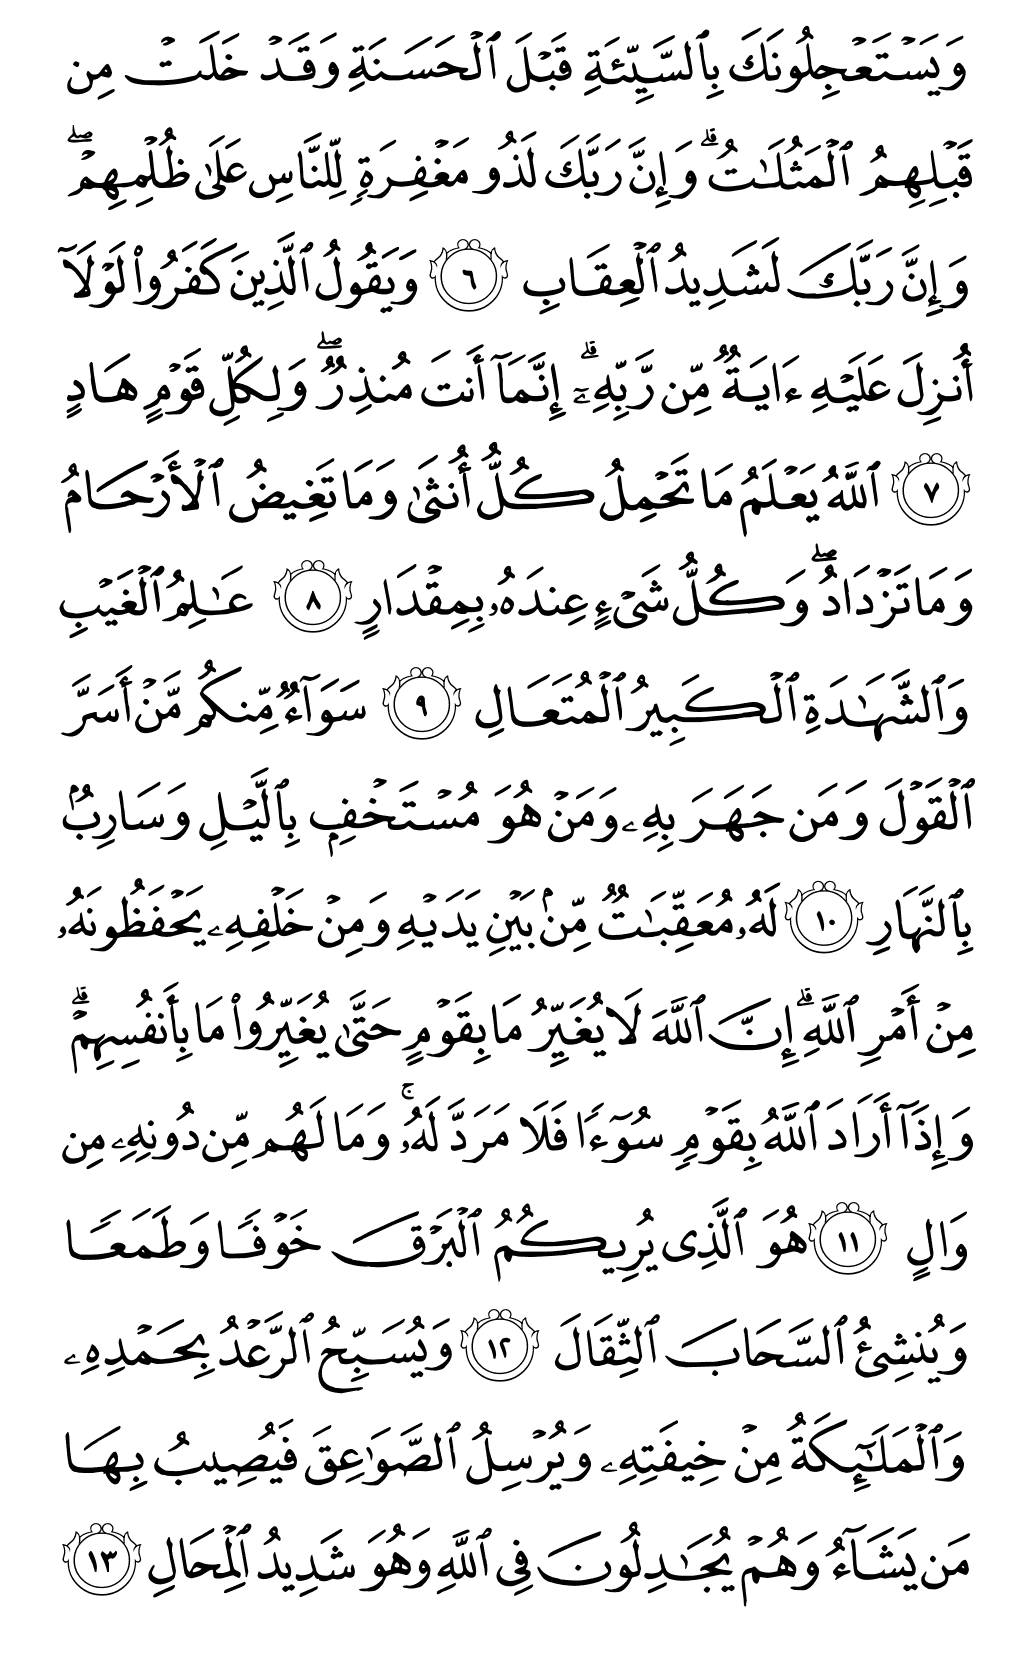 وَيَسۡتَعۡجِلُونَكَ بِٱلسَّيِّئَةِ قَبۡلَ ٱلۡحَسَنَةِ وَقَدۡ خَلَتۡ مِن
قَبۡلِهِمُ ٱلۡمَثُلَٰتُۗ وَإِنَّ رَبَّكَ لَذُو مَغۡفِرَةٖ لِّلنَّاسِ عَلَىٰ ظُلۡمِهِمۡۖ
وَإِنَّ رَبَّكَ لَشَدِيدُ ٱلۡعِقَابِ ٦ وَيَقُولُ ٱلَّذِينَ كَفَرُواْ لَوۡلَآ
أُنزِلَ عَلَيۡهِ ءَايَةٞ مِّن رَّبِّهِۦٓۗ إِنَّمَآ أَنتَ مُنذِرٞۖ وَلِكُلِّ قَوۡمٍ هَادٍ
٧ ٱللَّهُ يَعۡلَمُ مَا تَحۡمِلُ كُلُّ أُنثَىٰ وَمَا تَغِيضُ ٱلۡأَرۡحَامُ
وَمَا تَزۡدَادُۖ وَكُلُّ شَيۡءٍ عِندَهُۥ بِمِقۡدَارٍ ٨ عَٰلِمُ ٱلۡغَيۡبِ
وَٱلشَّهَٰدَةِ ٱلۡكَبِيرُ ٱلۡمُتَعَالِ ٩ سَوَآءٞ مِّنكُم مَّنۡ أَسَرَّ
ٱلۡقَوۡلَ وَمَن جَهَرَ بِهِۦ وَمَنۡ هُوَ مُسۡتَخۡفِۭ بِٱلَّيۡلِ وَسَارِبُۢ
بِٱلنَّهَارِ ١٠ لَهُۥ مُعَقِّبَٰتٞ مِّنۢ بَيۡنِ يَدَيۡهِ وَمِنۡ خَلۡفِهِۦ يَحۡفَظُونَهُۥ
مِنۡ أَمۡرِ ٱللَّهِۗ إِنَّ ٱللَّهَ لَا يُغَيِّرُ مَا بِقَوۡمٍ حَتَّىٰ يُغَيِّرُواْ مَا بِأَنفُسِهِمۡۗ
وَإِذَآ أَرَادَ ٱللَّهُ بِقَوۡمٖ سُوٓءٗا فَلَا مَرَدَّ لَهُۥۚ وَمَا لَهُم مِّن دُونِهِۦ مِن
وَالٍ ١١ هُوَ ٱلَّذِي يُرِيكُمُ ٱلۡبَرۡقَ خَوۡفٗا وَطَمَعٗا
وَيُنشِئُ ٱلسَّحَابَ ٱلثِّقَالَ ١٢ وَيُسَبِّحُ ٱلرَّعۡدُ بِحَمۡدِهِۦ
وَٱلۡمَلَٰٓئِكَةُ مِنۡ خِيفَتِهِۦ وَيُرۡسِلُ ٱلصَّوَٰعِقَ فَيُصِيبُ بِهَا
مَن يَشَآءُ وَهُمۡ يُجَٰدِلُونَ فِي ٱللَّهِ وَهُوَ شَدِيدُ ٱلۡمِحَالِ ١٣